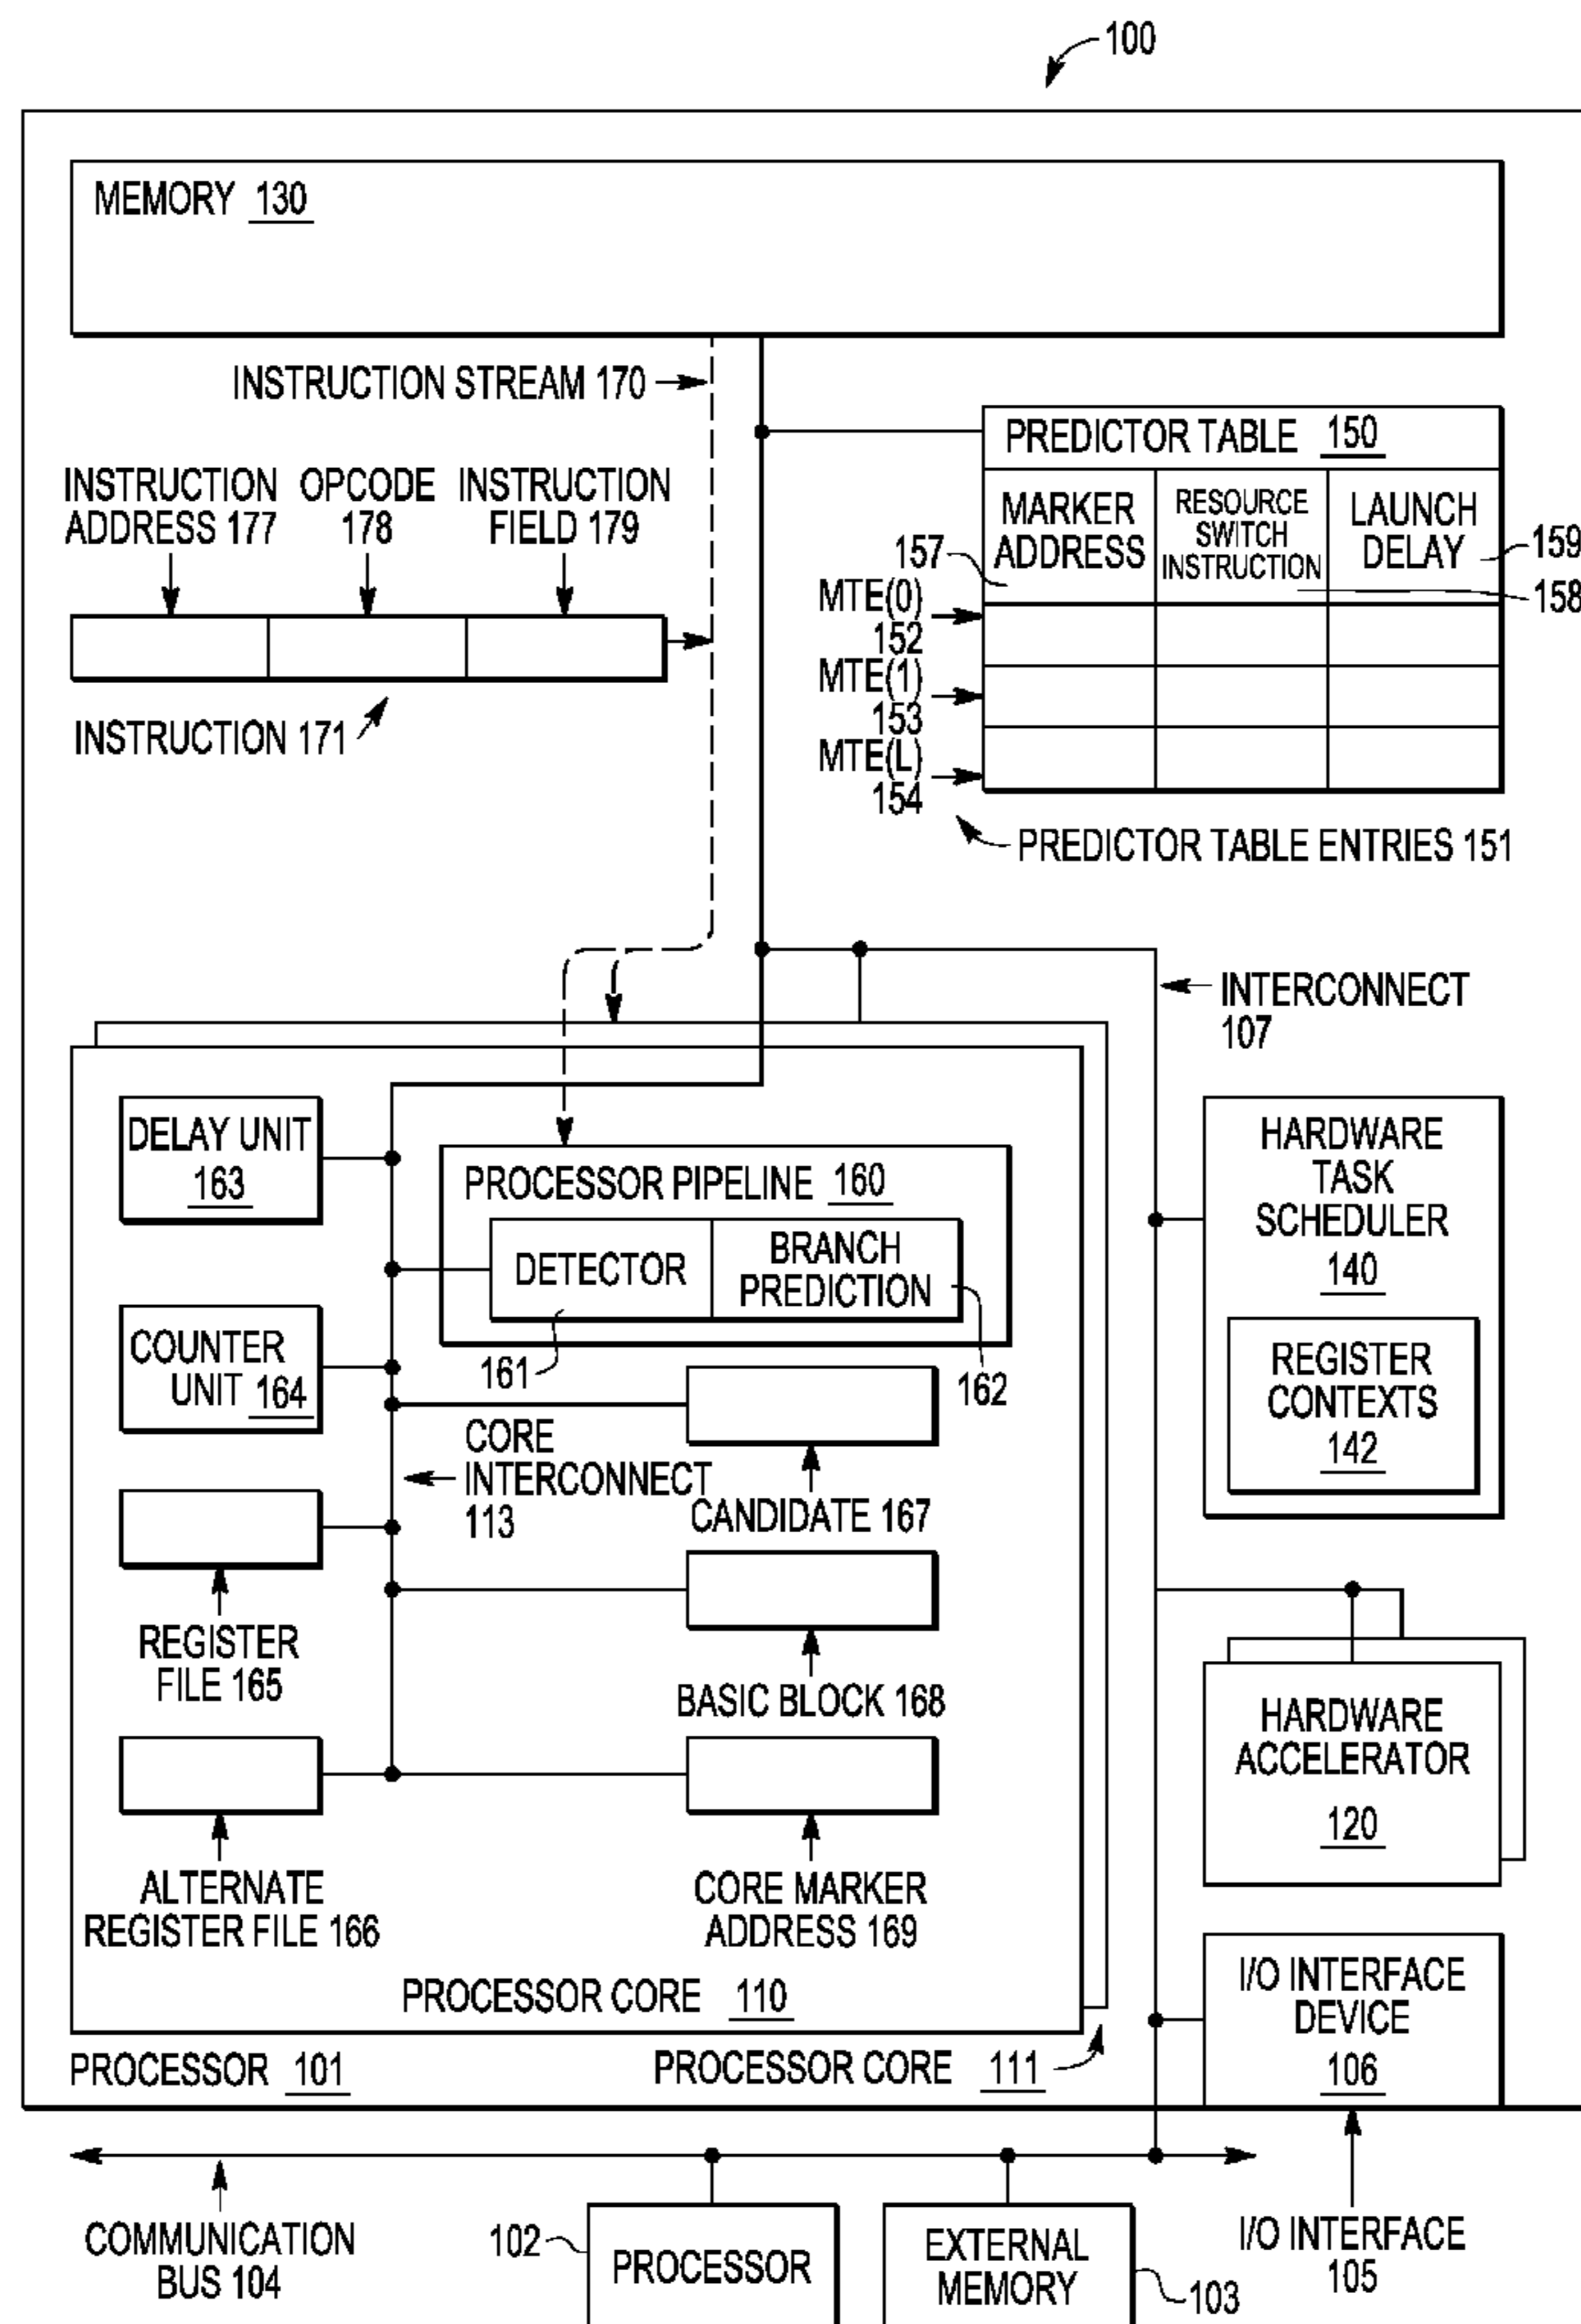 100
MEMORY 130
INSTRUCTION STREAM 170
PREDICTOR TABLE 150
MARKER
ADDRESS
RESOURCE
SWITCH
INSTRUCTION
LAUNCH
DELAY
157
159
158
INSTRUCTION
ADDRESS 177
OPCODE
178
INSTRUCTION
FIELD 179
MTE(0)
152
MTE(1)
153
MTE(L)
154
INSTRUCTION 171
PREDICTOR TABLE ENTRIES 151
INTERCONNECT
107
DELAY UNIT
163
PROCESSOR PIPELINE 160
DETECTOR
BRANCH
PREDICTION
161
162
COUNTER
UNIT 164
CORE
INTERCONNECT
113
CANDIDATE 167
REGISTER
FILE 165
BASIC BLOCK 168
ALTERNATE
REGISTER FILE 166
CORE MARKER
ADDRESS 169
PROCESSOR CORE 110
PROCESSOR 101
PROCESSOR CORE 111
HARDWARE
TASK
SCHEDULER
140
REGISTER
CONTEXTS
142
HARDWARE
ACCELERATOR
120
I/O INTERFACE
DEVICE
106
COMMUNICATION
BUS 104
102
PROCESSOR
EXTERNAL
MEMORY
103
I/O INTERFACE
105